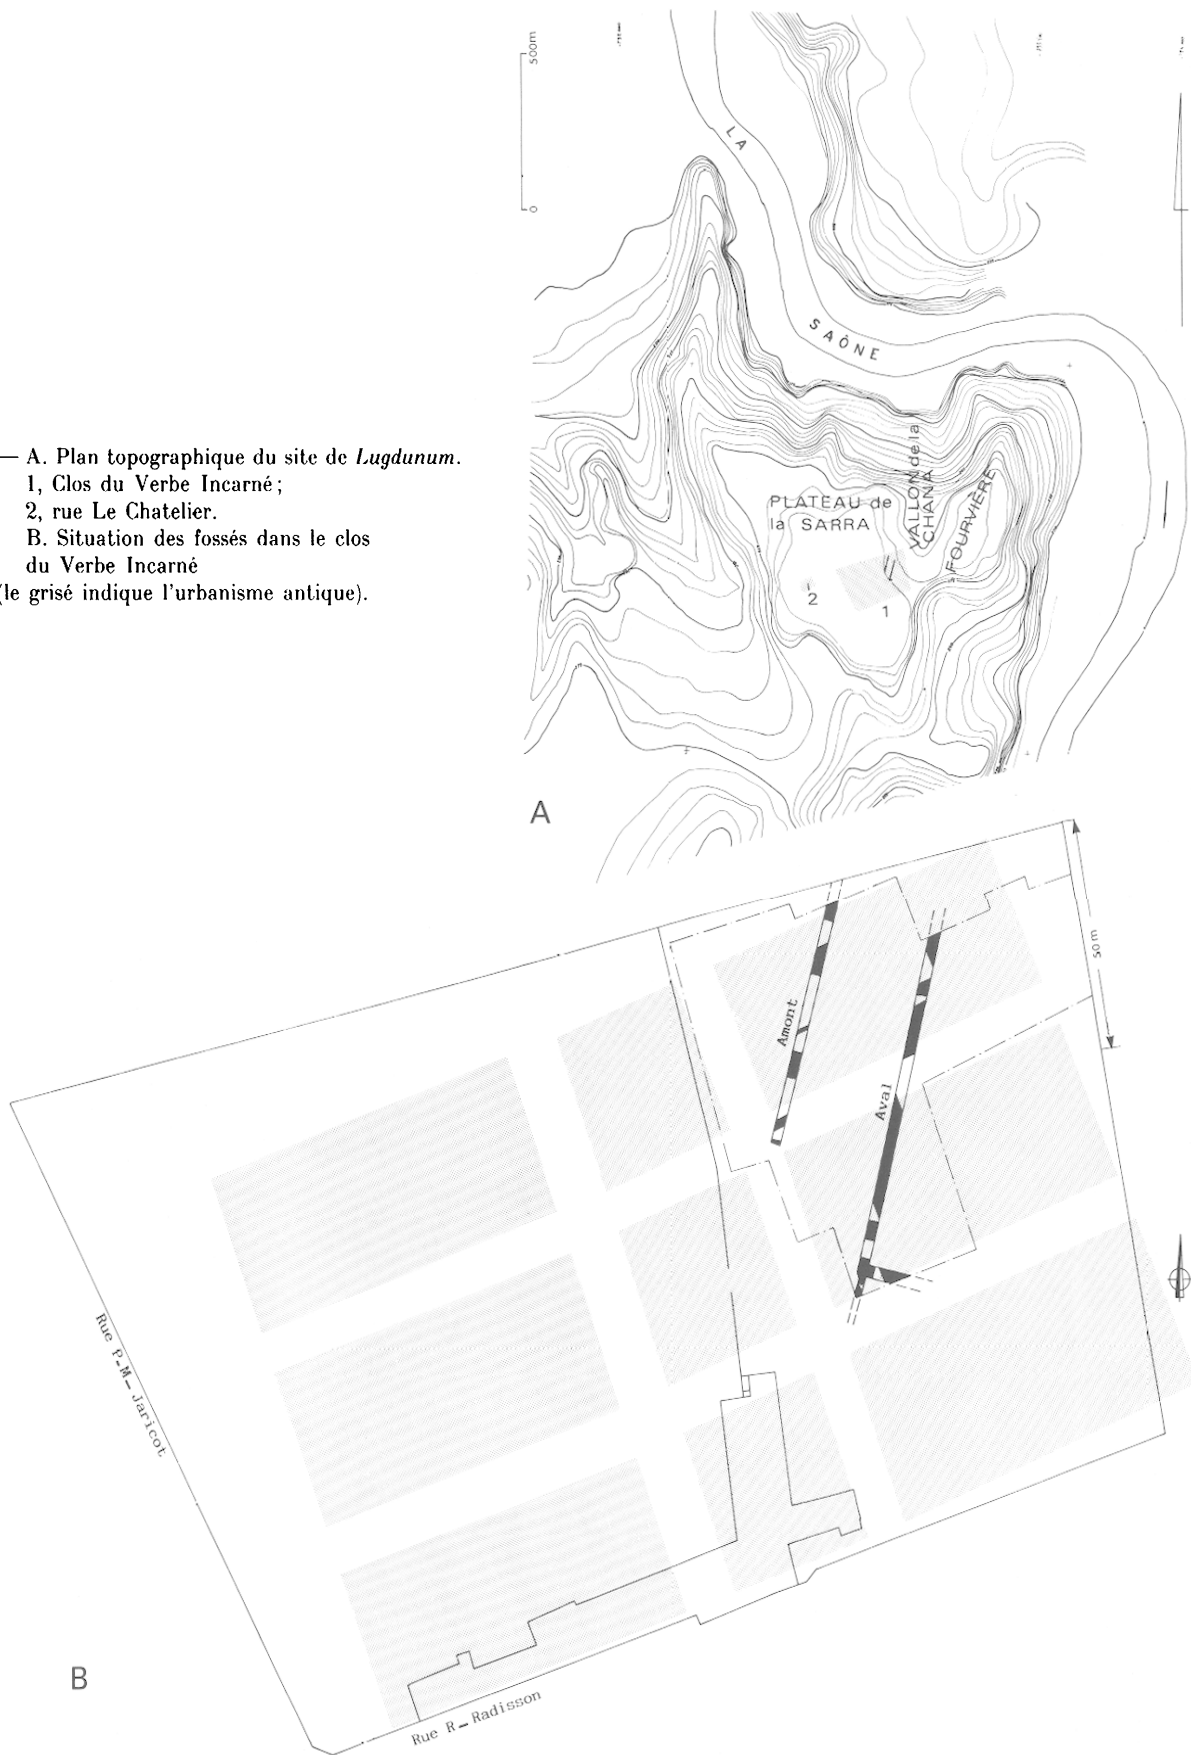 — A. Plan topographique du site de Lugdunum.
1, Clos du Verbe Incarné ;
2, rue Le Chatelier.
B. Situation des fossés dans le clos
du Verbe Incarné
(le grisé indique l'urbanisme antique).
500m
0
LA
SAÔNE
PLATEAU de
la SARRA
VALLON de la
CHANA
FOURVIÈRE
2
1
A
50m
Amont
Aval
Rue P-M-Jaricot
Rue R-Radisson
B